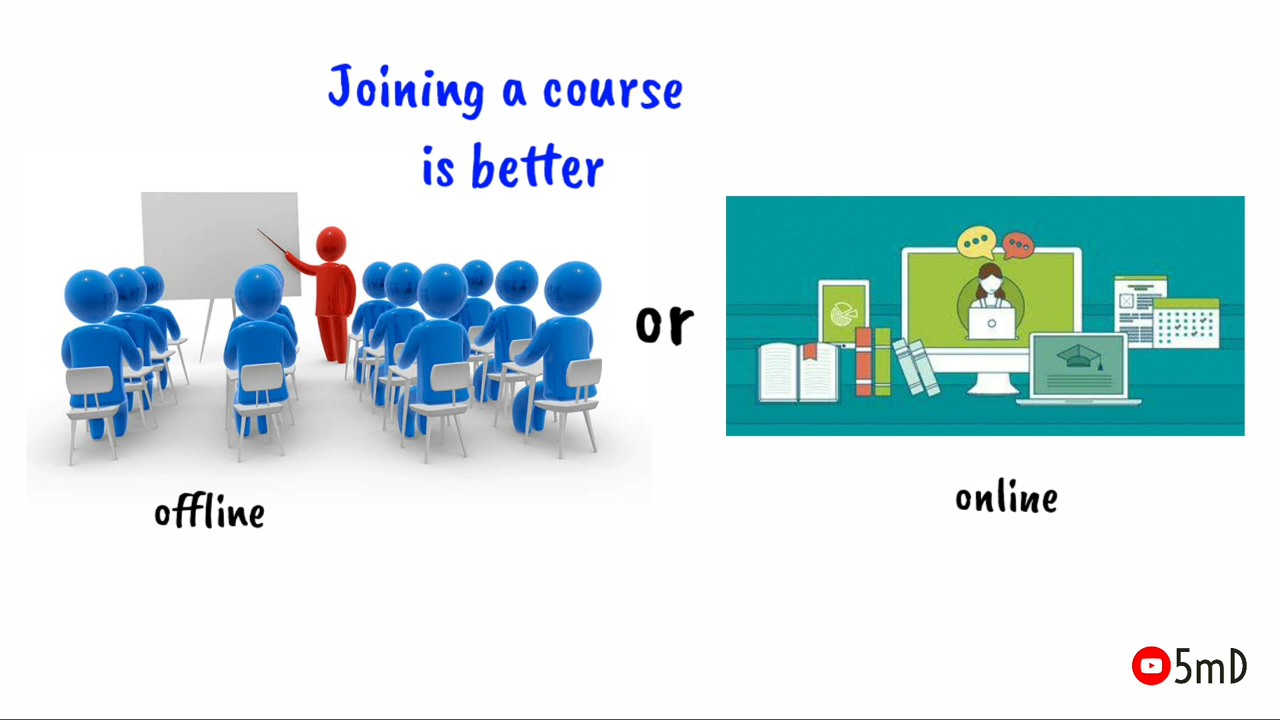 Joining a course
is better
or
offline
online
5mD